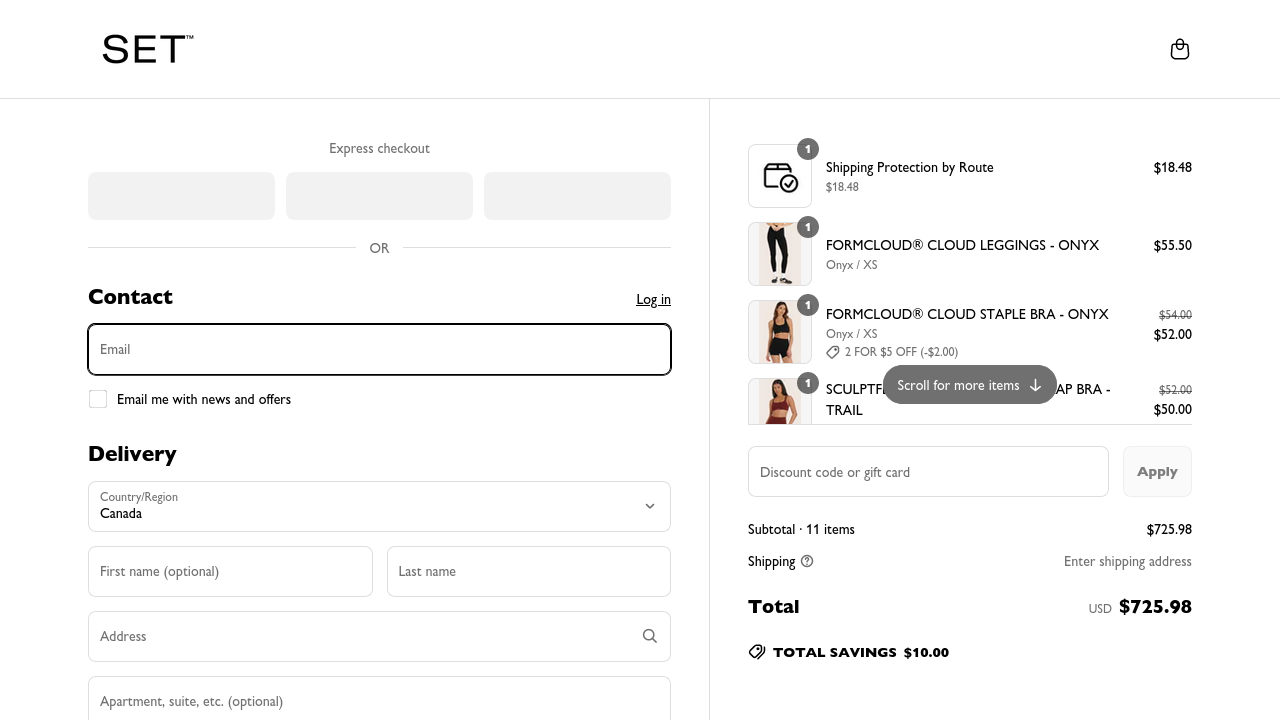 SET™
Express checkout
OR
Contact
Log in
Email
Email me with news and offers
Delivery
Country/Region
Canada
First name (optional)
Last name
Address
Apartment, suite, etc. (optional)
1
Shipping Protection by Route
$18.48
$18.48
1
FORMCLOUD® CLOUD LEGGINGS - ONYX
Onyx / XS
$55.50
1
FORMCLOUD® CLOUD STAPLE BRA - ONYX
Onyx / XS
2 FOR $5 OFF (-$2.00)
$54.00
$52.00
1
BRA -
TRAIL
$52.00
$50.00
Scroll for more items
Discount code or gift card
Apply
Subtotal · 11 items
$725.98
Shipping
Enter shipping address
Total
USD $725.98
TOTAL SAVINGS $10.00